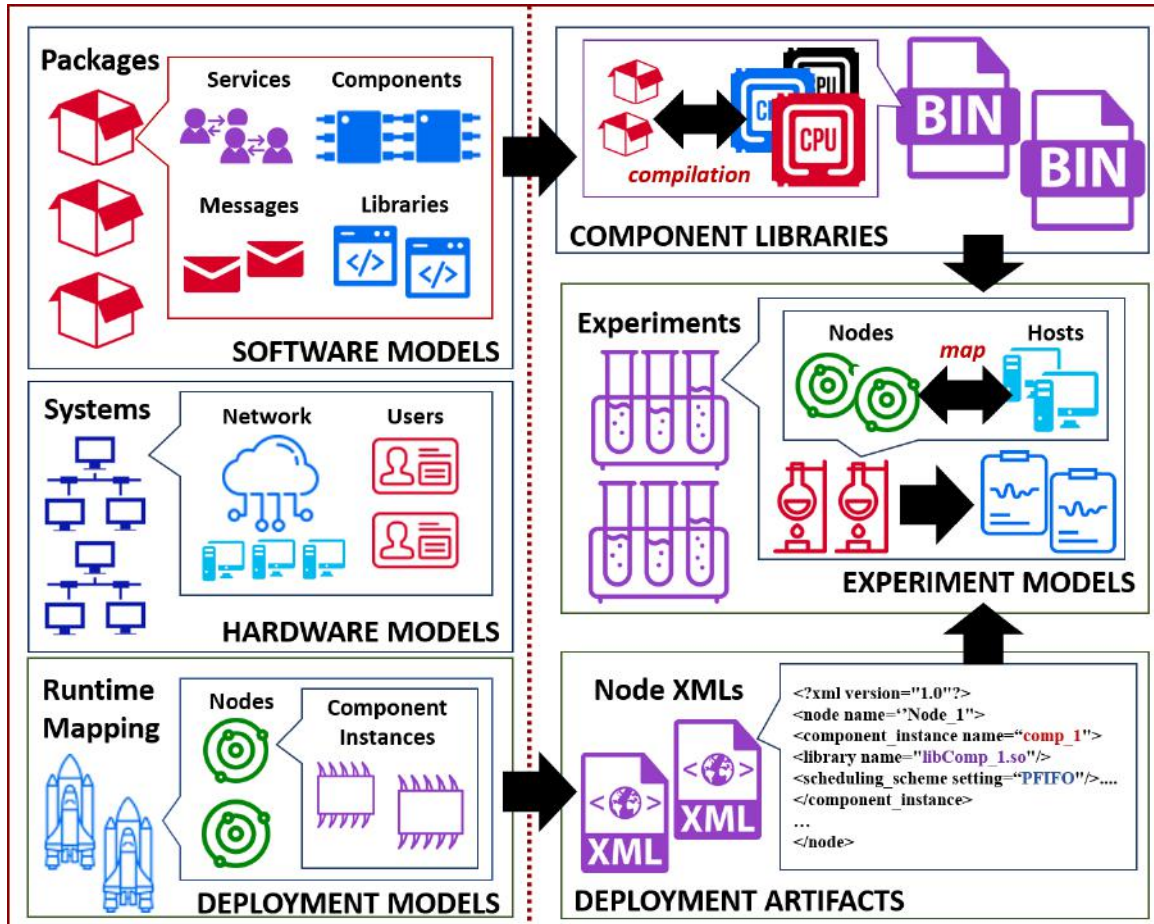 Packages
Services
Components
Messages
Libraries
</>
</>
SOFTWARE MODELS
Systems
Network
Users
HARDWARE MODELS
Runtime
Mapping
Nodes
Component
Instances
DEPLOYMENT MODELS
compilation
CPU
CPU
CPU
BIN
BIN
COMPONENT LIBRARIES
Experiments
Nodes
map
Hosts
EXPERIMENT MODELS
Node XMLs
XML
XML
<?xml version="1.0"?>
<node name=‘’Node_1">
<component_instance name=“comp_1">
<library name="libComp_1.so"/>
<scheduling_scheme setting=“PFIFO"/>....
</component_instance>
…
</node>
DEPLOYMENT ARTIFACTS